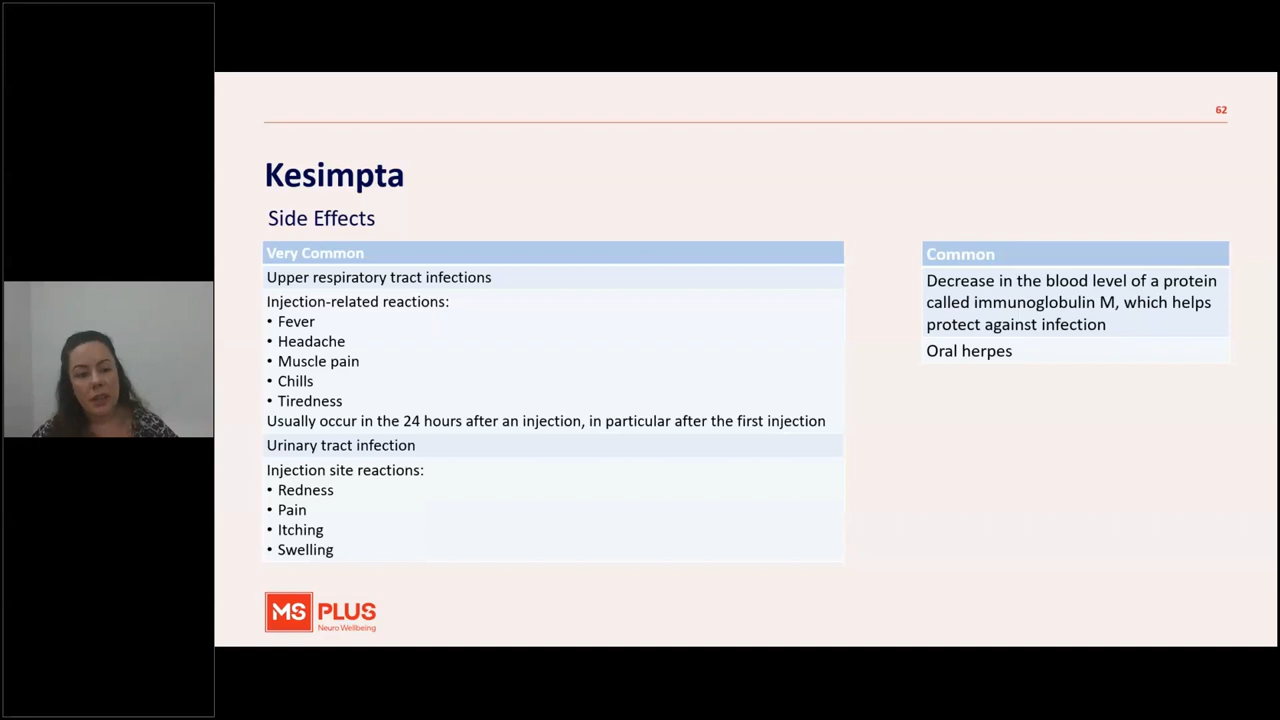 62
Kesimpta
Side Effects
Very Common
Upper respiratory tract infections
Injection-related reactions:
• Fever
• Headache
• Muscle pain
• Chills
• Tiredness
Usually occur in the 24 hours after an injection, in particular after the first injection
Urinary tract infection
Injection site reactions:
• Redness
• Pain
• Itching
• Swelling
Common
Decrease in the blood level of a protein
called immunoglobulin M, which helps
protect against infection
Oral herpes
MS PLUS
Neuro Wellbeing